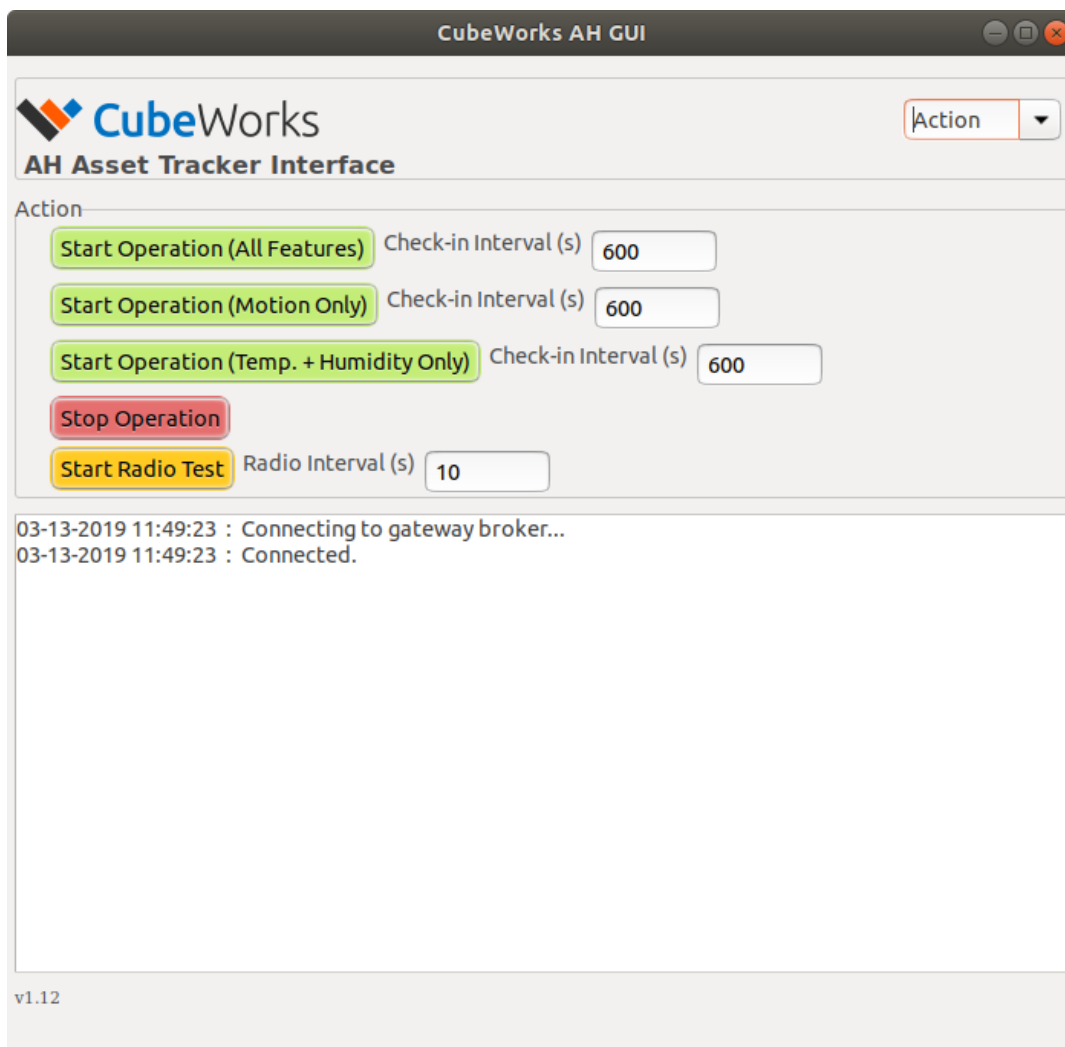 CubeWorks AH GUI
CubeWorks
Action
AH Asset Tracker Interface
Action
Start Operation (All Features) Check-in Interval (s) 600
Start Operation (Motion Only) Check-in Interval (s) 600
Start Operation (Temp. + Humidity Only) Check-in Interval (s) 600
Stop Operation
Start Radio Test Radio Interval (s) 10
03-13-2019 11:49:23 : Connecting to gateway broker...
03-13-2019 11:49:23 : Connected.
v1.12